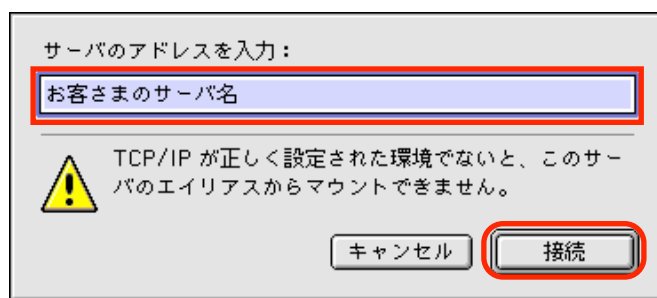 サーバのアドレスを入力：
お客さまのサーバ名
TCP/IP が正しく設定された環境でないと、このサー
バのエイリアスからマウントできません。
キャンセル
接続